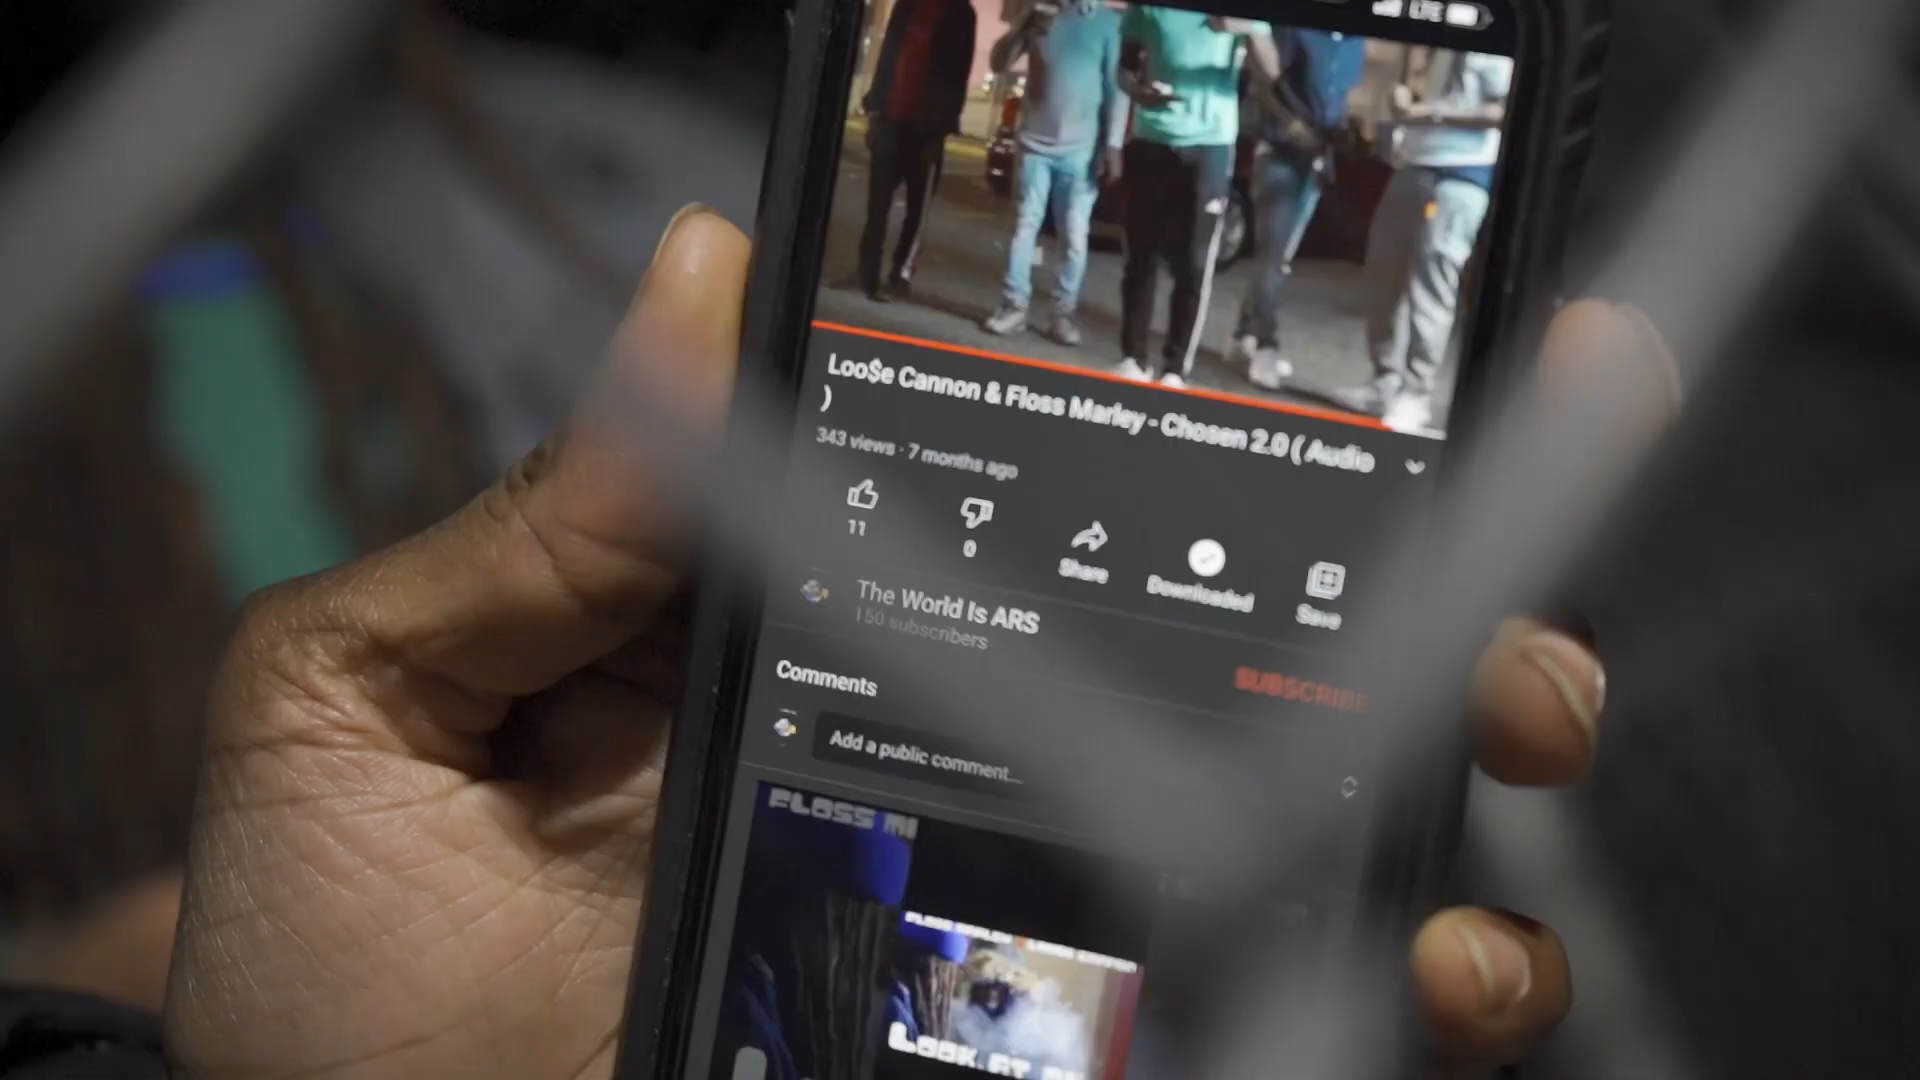 LTE
Loo$e Cannon & Floss Marley - Chosen 2.0 ( Audio
)
343 views · 7 months ago
11
0
Share
Downloaded
Save
The World Is ARS
150 subscribers
SUBSCRIBE
Comments
Add a public comment...
FLOSS
LOOK AT